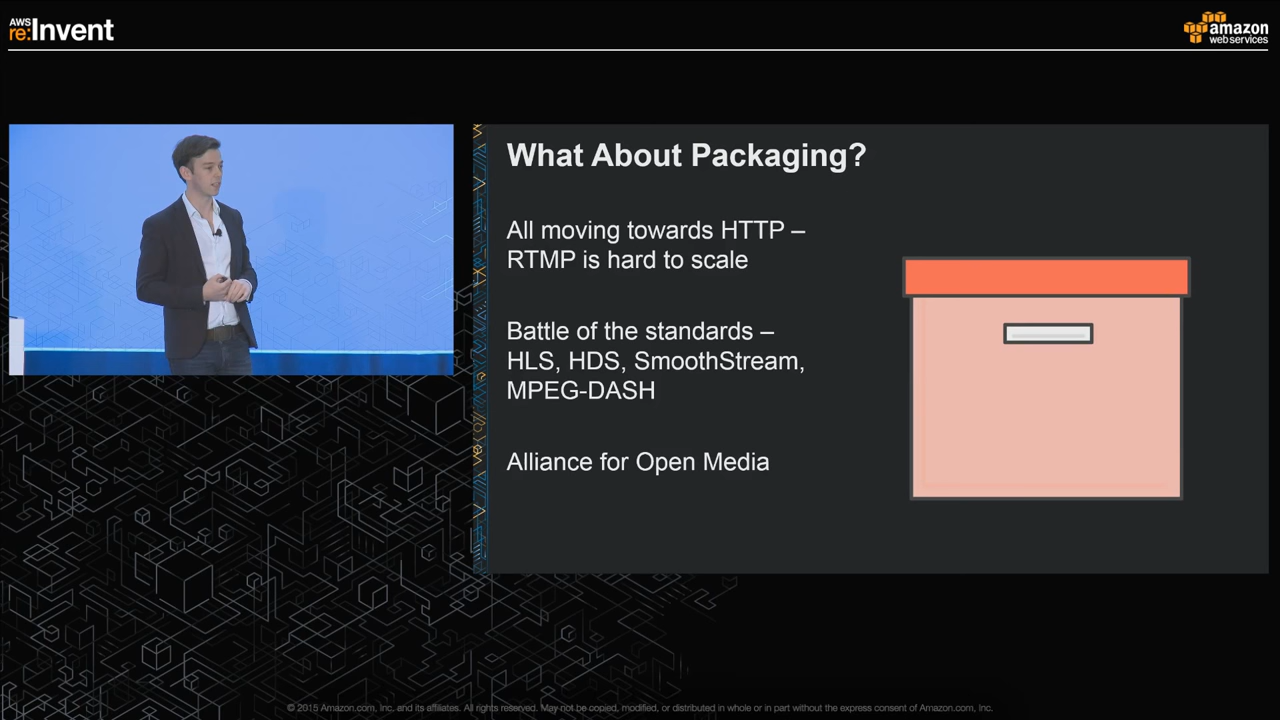 AWS
re:Invent
amazon
web services
What About Packaging?
All moving towards HTTP –
RTMP is hard to scale
Battle of the standards –
HLS, HDS, SmoothStream,
MPEG-DASH
Alliance for Open Media
© 2015 Amazon.com, Inc. and its affiliates. All rights reserved. May not be copied, modified, or distributed in whole or in part without the express consent of Amazon.com, Inc.